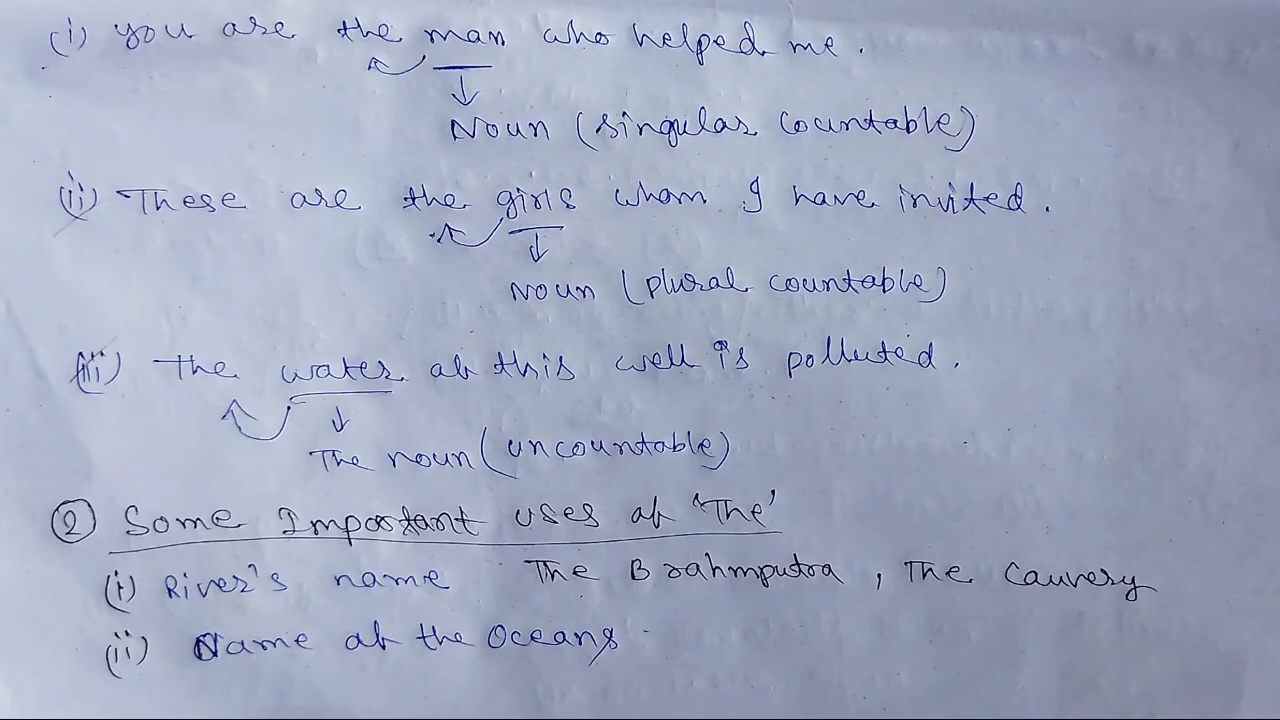 (i) You are the man who helped me.
Noun (singular countable)
(ii) These are the girls whom I have invited.
Noun (plural countable)
(iii) The water of this well is polluted.
The noun (uncountable)
② Some Important uses of 'The'
(i) River's name The Brahmputra, The Cauvery
(ii) Name of the Oceans